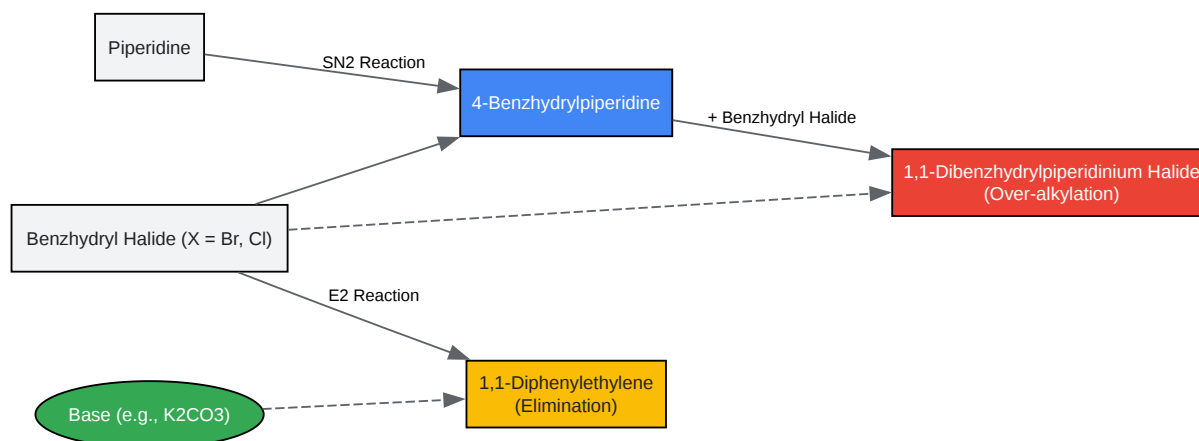 Piperidine
SN2 Reaction
4-Benzhydrylpiperidine
+ Benzhydryl Halide
1,1-Dibenzhydrylpiperidinium Halide
(Over-alkylation)
Benzhydryl Halide (X = Br, Cl)
E2 Reaction
1,1-Diphenylethylene
(Elimination)
Base (e.g., K2CO3)